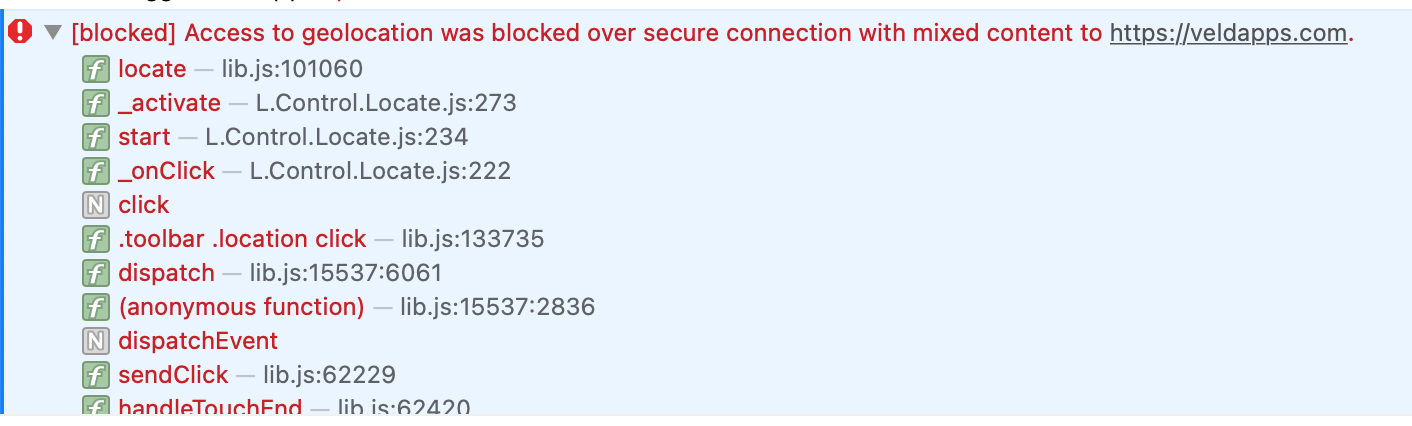 [blocked] Access to geolocation was blocked over secure connection with mixed content to https://veldapps.com.
f locate — lib.js:101060
f _activate — L.Control.Locate.js:273
f start — L.Control.Locate.js:234
f _onClick — L.Control.Locate.js:222
N click
f .toolbar .location click — lib.js:133735
f dispatch — lib.js:15537:6061
f (anonymous function) — lib.js:15537:2836
N dispatchEvent
f sendClick — lib.js:62229
f handleTouchEnd — lib.js:62420